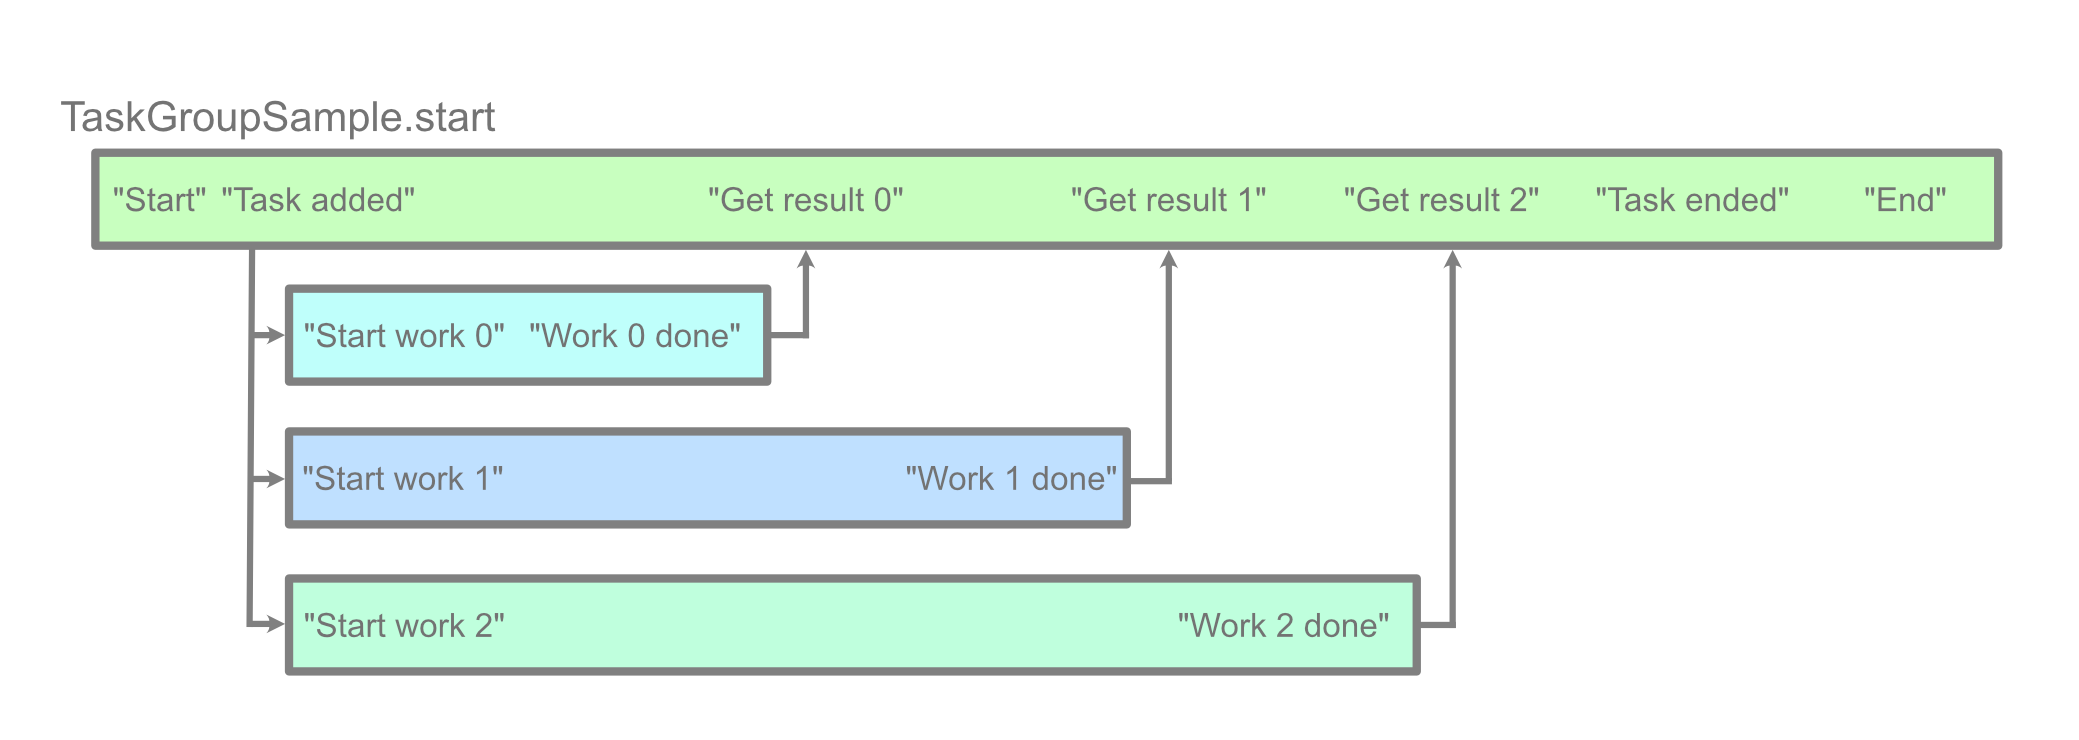 TaskGroupSample.start
"Start" "Task added" "Get result 0" "Get result 1" "Get result 2" "Task ended" "End"
"Start work 0" "Work 0 done"
"Start work 1" "Work 1 done"
"Start work 2" "Work 2 done"